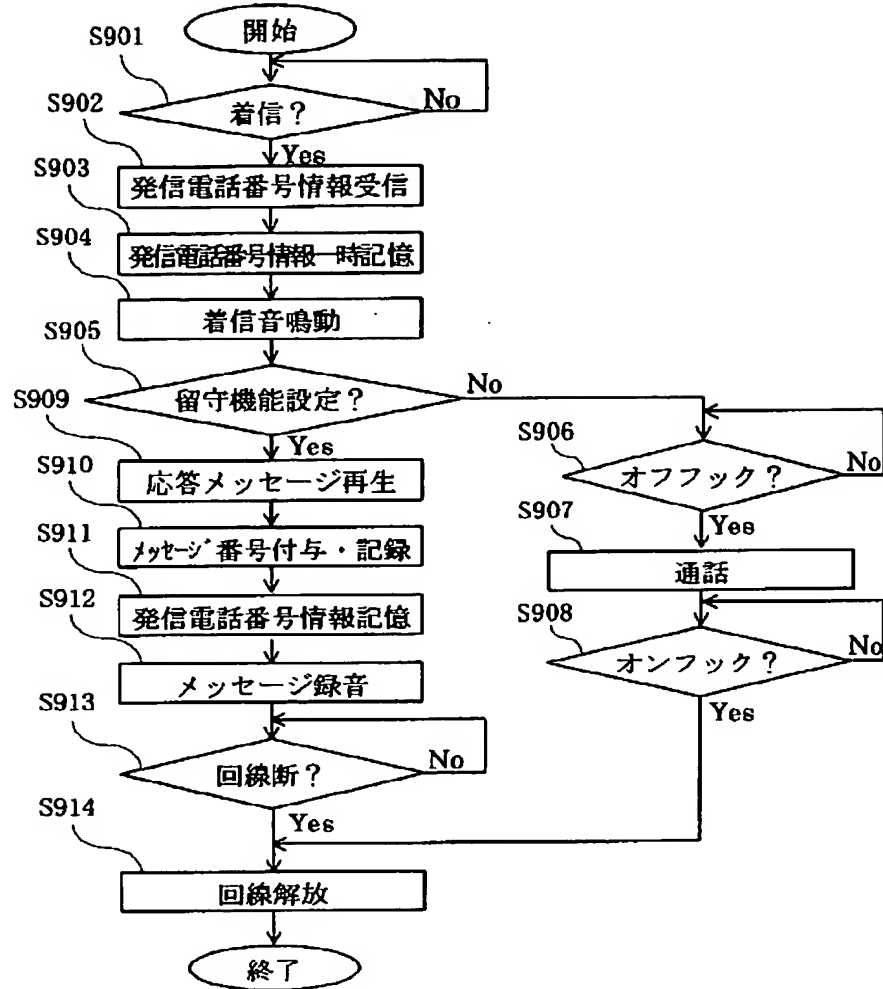 開始
S901
着信?
No
Yes
S902
発信電話番号情報受信
S903
発信電話番号情報一時記憶
S904
着信音鳴動
S905
留守機能設定?
No
Yes
S909
応答メッセージ再生
S910
メッセージ番号付与・記録
S911
発信電話番号情報記憶
S912
メッセージ録音
S913
回線断?
No
Yes
S914
回線解放
終了
S906
オフフック?
No
Yes
S907
通話
S908
オンフック?
No
Yes